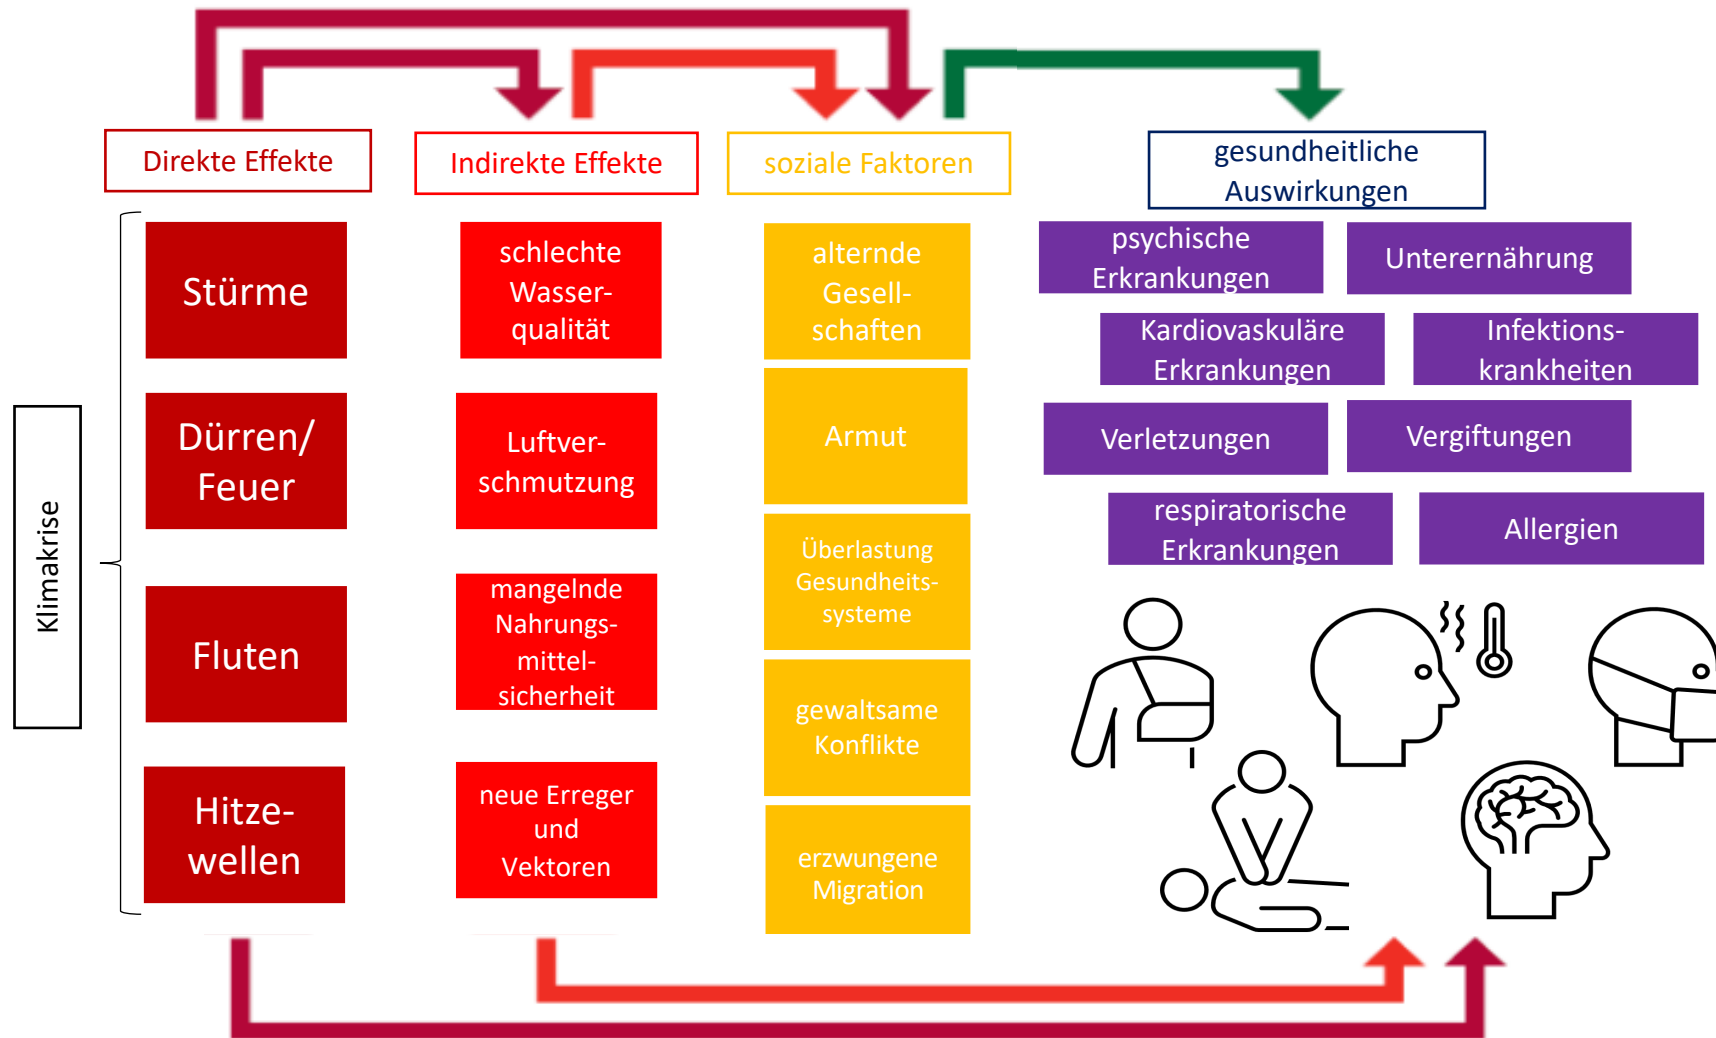 Direkte Effekte
Indirekte Effekte
soziale Faktoren
gesundheitliche
Auswirkungen
Klimakrise
Stürme
Dürren/
Feuer
Fluten
Hitze-
wellen
schlechte
Wasser-
qualität
Luftver-
schmutzung
mangelnde
Nahrungs-
mittel-
sicherheit
neue Erreger
und
Vektoren
alternde
Gesell-
schaften
Armut
Überlastung
Gesundheits-
systeme
gewaltsame
Konflikte
erzwungene
Migration
psychische
Erkrankungen
Unterernährung
Kardiovaskuläre
Erkrankungen
Infektions-
krankheiten
Verletzungen
Vergiftungen
respiratorische
Erkrankungen
Allergien